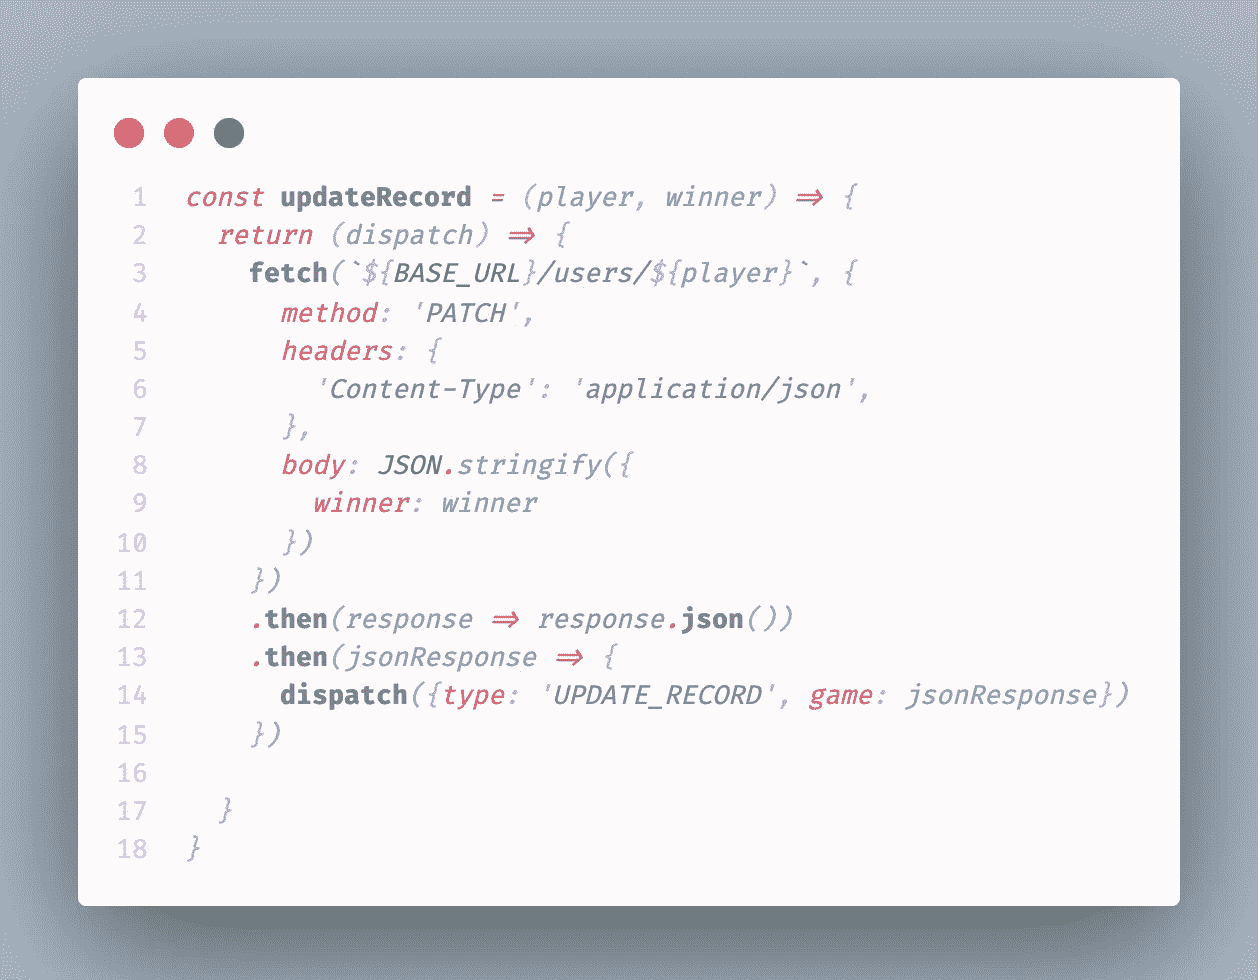 1 const updateRecord = (player, winner) => {
2   return (dispatch) => {
3     fetch(`${BASE_URL}/users/${player}`, {
4       method: 'PATCH',
5       headers: {
6         'Content-Type': 'application/json',
7       },
8       body: JSON.stringify({
9         winner: winner
10       })
11     })
12     .then(response => response.json())
13     .then(jsonResponse => {
14       dispatch({type: 'UPDATE_RECORD', game: jsonResponse})
15     })
16
17   }
18 }